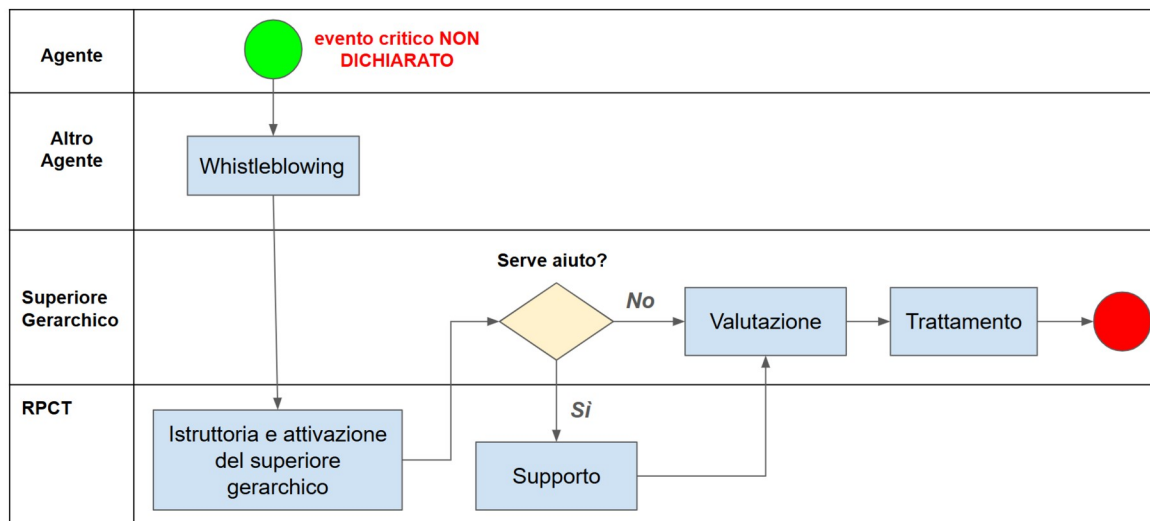 Agente
evento critico NON
DICHIARATO
Altro
Agente
Whistleblowing
Superiore
Gerarchico
Serve aiuto?
No
Valutazione
Trattamento
Sì
RPCT
Istruttoria e attivazione
del superiore
gerarchico
Supporto